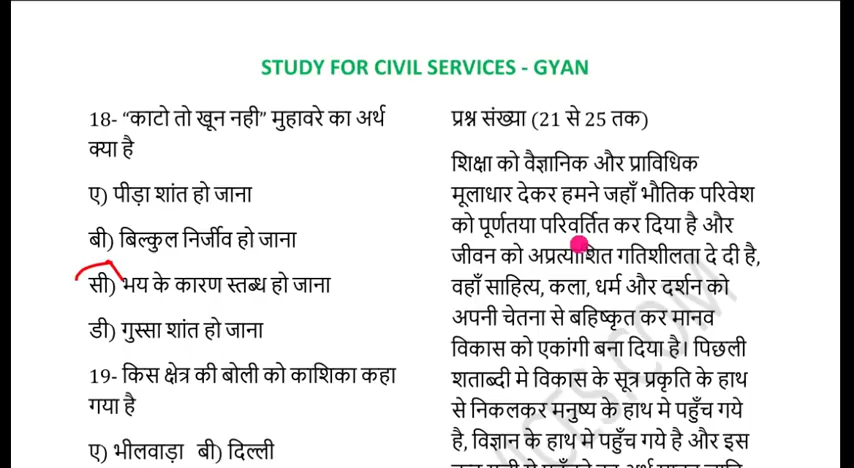 STUDY FOR CIVIL SERVICES - GYAN
18- “काटो तो खून नही” मुहावरे का अर्थ
क्या है
ए) पीड़ा शांत हो जाना
बी) बिल्कुल निर्जीव हो जाना
सी) भय के कारण स्तब्ध हो जाना
डी) गुस्सा शांत हो जाना
19- किस क्षेत्र की बोली को काशिका कहा
गया है
ए) भीलवाड़ा बी) दिल्ली
प्रश्न संख्या (21 से 25 तक)
शिक्षा को वैज्ञानिक और प्राविधिक
मूलाधार देकर हमने जहाँ भौतिक परिवेश
को पूर्णतया परिवर्तित कर दिया है और
जीवन को अप्रत्याशित गतिशीलता दे दी है,
वहाँ साहित्य, कला, धर्म और दर्शन को
अपनी चेतना से बहिष्कृत कर मानव
विकास को एकांगी बना दिया है। पिछली
शताब्दी मे विकास के सूत्र प्रकृति के हाथ
से निकलकर मनुष्य के हाथ मे पहुँच गये
है, विज्ञान के हाथ मे पहुँच गये है और इस